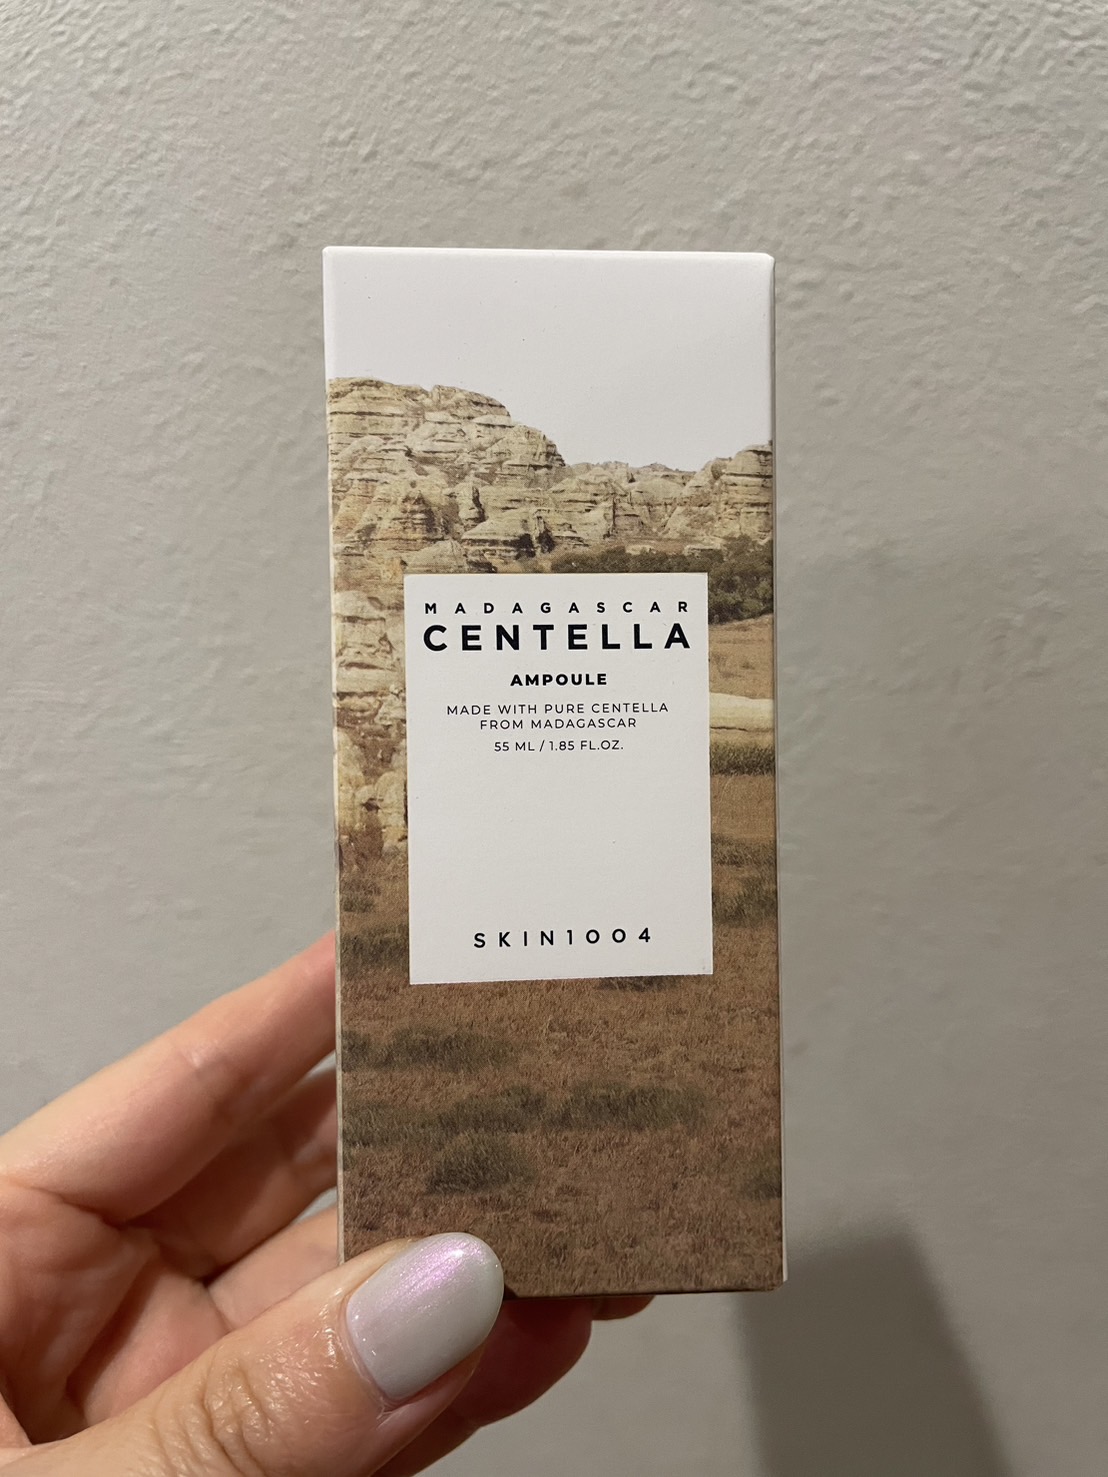 MADAGASCAR
CENTELLA
AMPOULE
MADE WITH PURE CENTELLA
FROM MADAGASCAR
55 ML / 1.85 FL.OZ.
SKIN1004